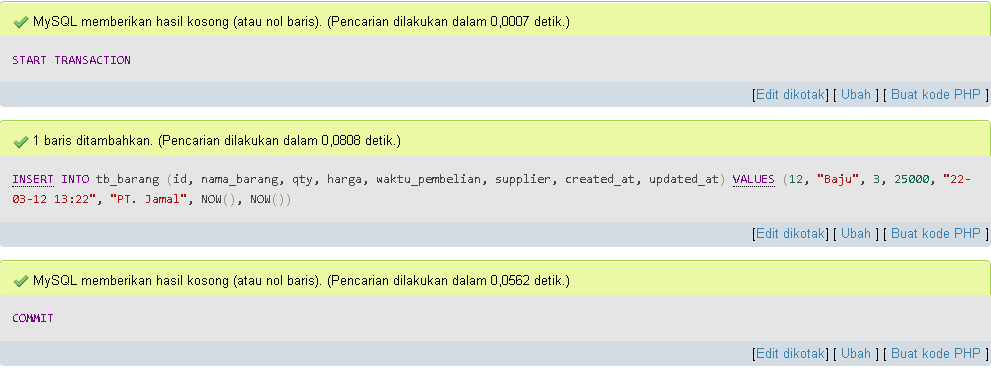 MySQL memberikan hasil kosong (atau nol baris). (Pencarian dilakukan dalam 0,0007 detik.)
START TRANSACTION
[Edit dikotak] [ Ubah ] [ Buat kode PHP ]
1 baris ditambahkan. (Pencarian dilakukan dalam 0,0808 detik.)
INSERT INTO tb_barang (id, nama_barang, qty, harga, waktu_pembelian, supplier, created_at, updated_at) VALUES (12, "Baju", 3, 25000, "22-
03-12 13:22", "PT. Jamal", NOW(), NOW())
[Edit dikotak] [ Ubah ] [ Buat kode PHP ]
MySQL memberikan hasil kosong (atau nol baris). (Pencarian dilakukan dalam 0,0562 detik.)
COMMIT
[Edit dikotak] [ Ubah ] [ Buat kode PHP ]